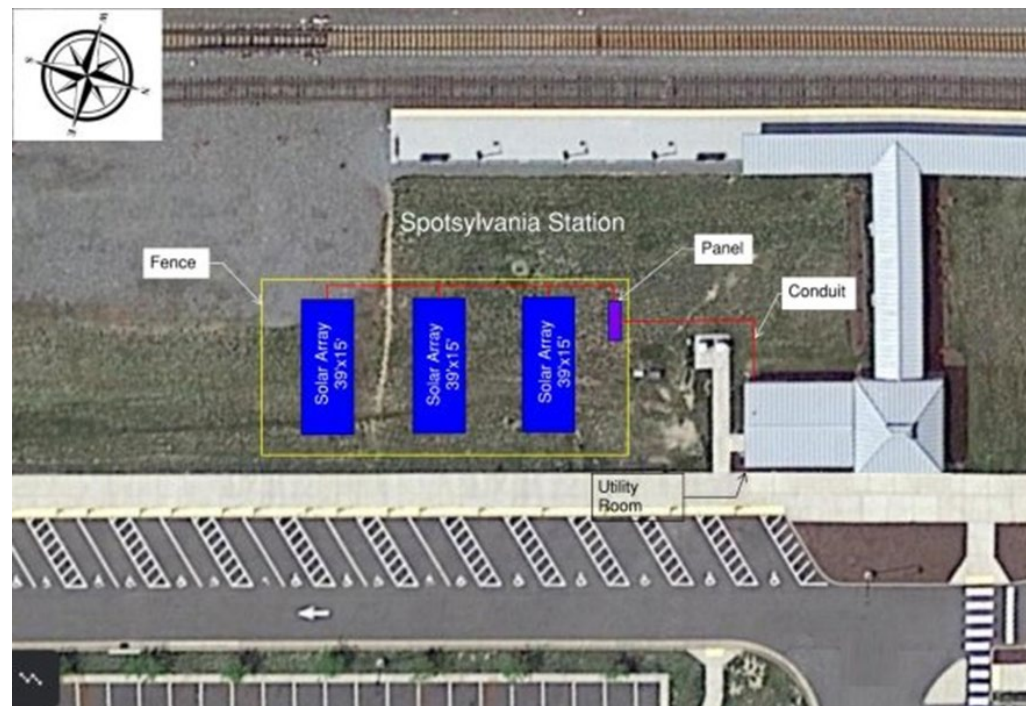 W
S
N
E
Spotsylvania Station
Fence
Panel
Conduit
Solar Array
39'x15'
Solar Array
39'x15'
Solar Array
39'x15'
Utility
Room